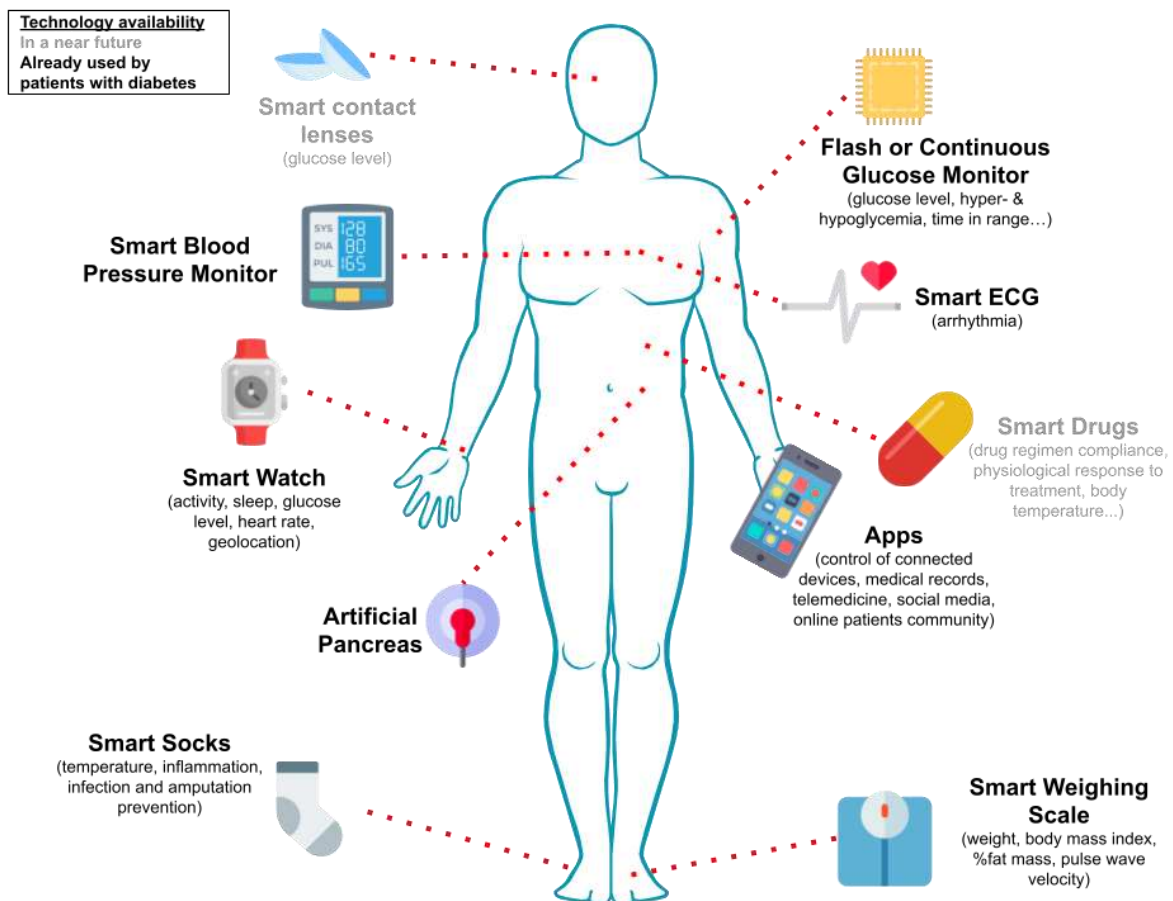 Technology availability
In a near future
Already used by
patients with diabetes
Smart contact
lenses
(glucose level)
Flash or Continuous
Glucose Monitor
(glucose level, hyper- &
hypoglycemia, time in range...)
Smart Blood
Pressure Monitor
SYS 128
DIA 80
PUL 165
Smart ECG
(arrhythmia)
Smart Watch
(activity, sleep, glucose
level, heart rate,
geolocation)
Smart Drugs
(drug regimen compliance,
physiological response to
treatment, body
temperature...)
Apps
(control of connected
devices, medical records,
telemedicine, social media,
online patients community)
Artificial
Pancreas
Smart Socks
(temperature, inflammation,
infection and amputation
prevention)
Smart Weighing
Scale
(weight, body mass index,
%fat mass, pulse wave
velocity)